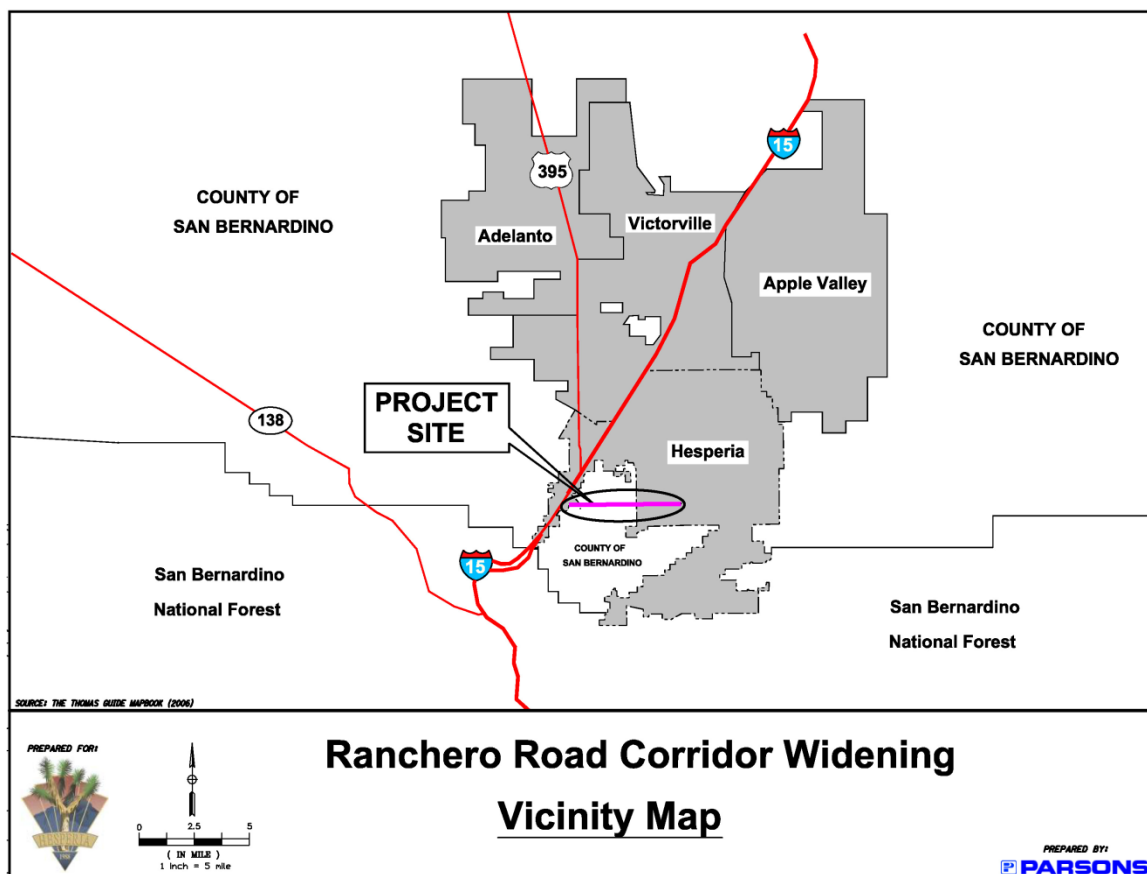 15
395
COUNTY OF
SAN BERNARDINO
Victorville
Adelanto
Apple Valley
COUNTY OF
SAN BERNARDINO
PROJECT
SITE
138
Hesperia
COUNTY OF
SAN BERNARDINO
15
San Bernardino
National Forest
San Bernardino
National Forest
SOURCE: THE THOMAS GUIDE MAPBOOK (2006)
PREPARED FOR:
HESPERIA
1988
0 2.5 5
( IN MILE )
1 inch = 5 mile
Ranchero Road Corridor Widening
Vicinity Map
PREPARED BY:
PARSONS